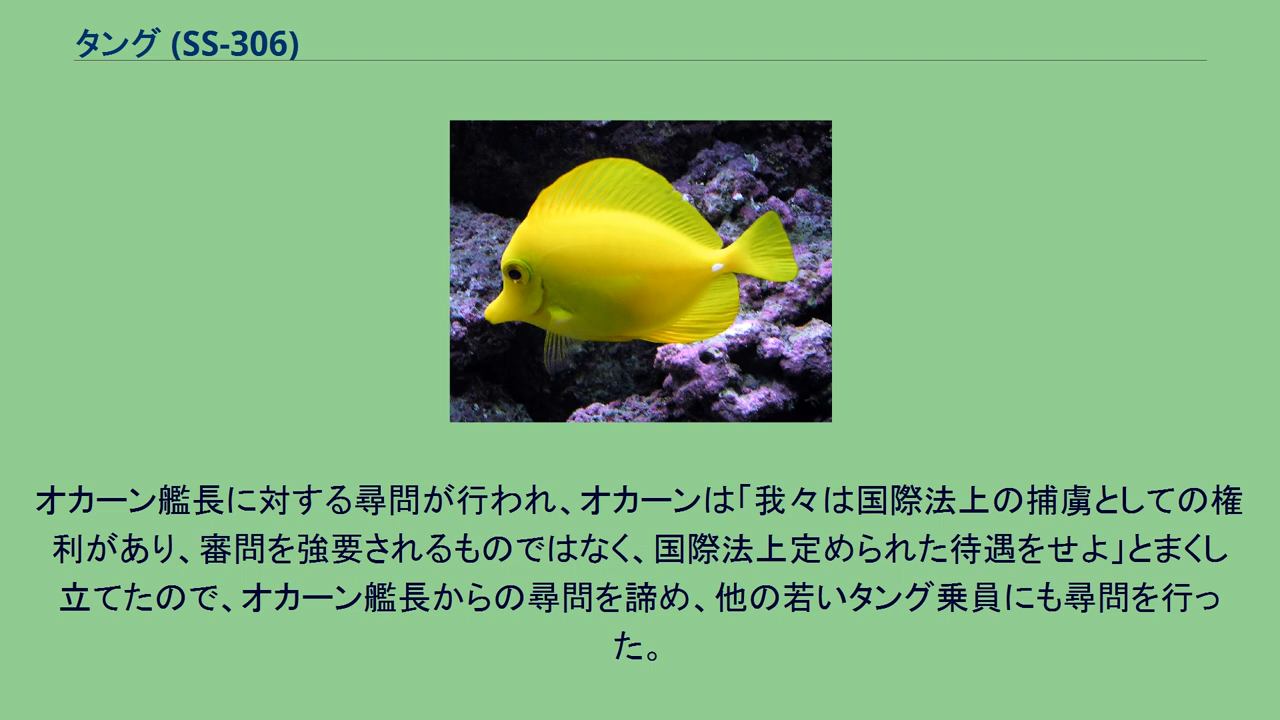 タング (SS-306)
オカーン艦長に対する尋問が行われ、オカーンは「我々は国際法上の捕虜としての権
利があり、審問を強要されるものではなく、国際法上定められた待遇をせよ」とまくし
立てたので、オカーン艦長からの尋問を諦め、他の若いタング乗員にも尋問を行っ
た。